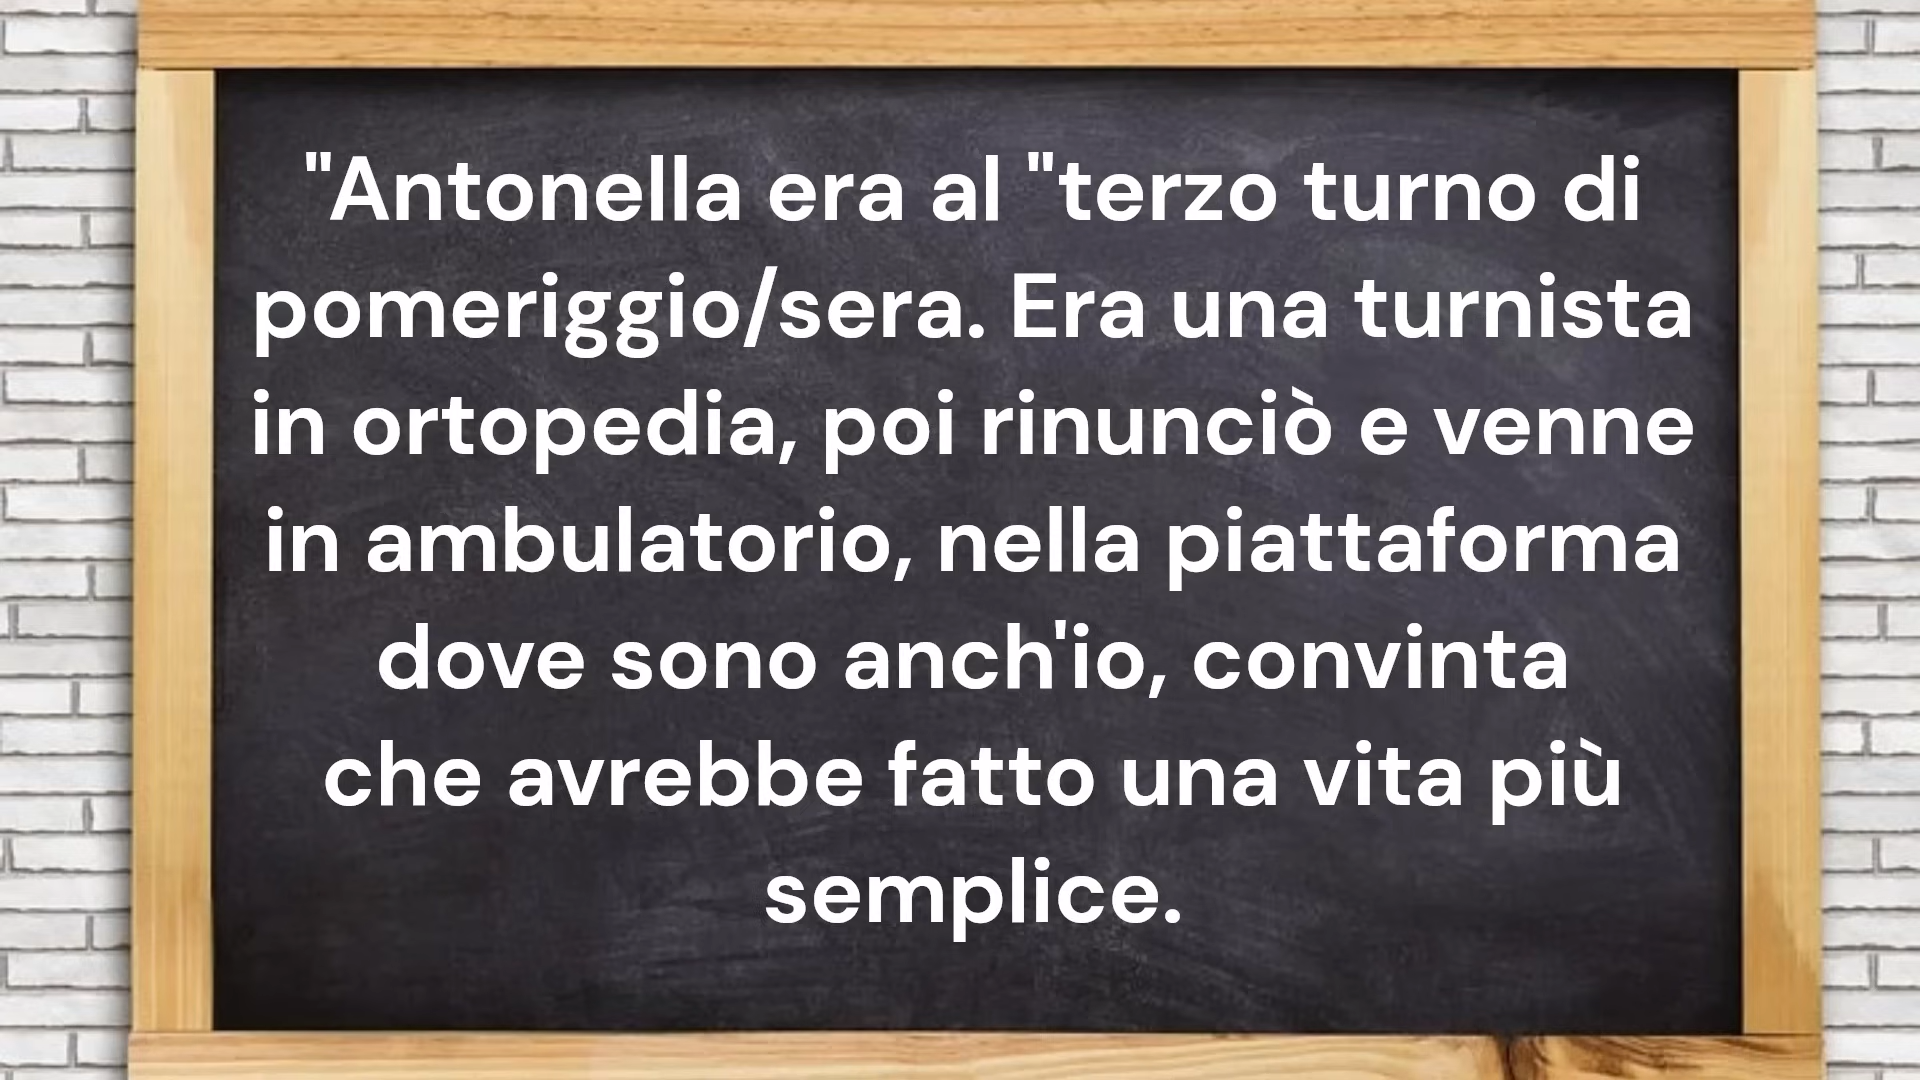 "Antonella era al "terzo turno di
pomeriggio/sera. Era una turnista
in ortopedia, poi rinunciò e venne
in ambulatorio, nella piattaforma
dove sono anch'io, convinta
che avrebbe fatto una vita più
semplice.